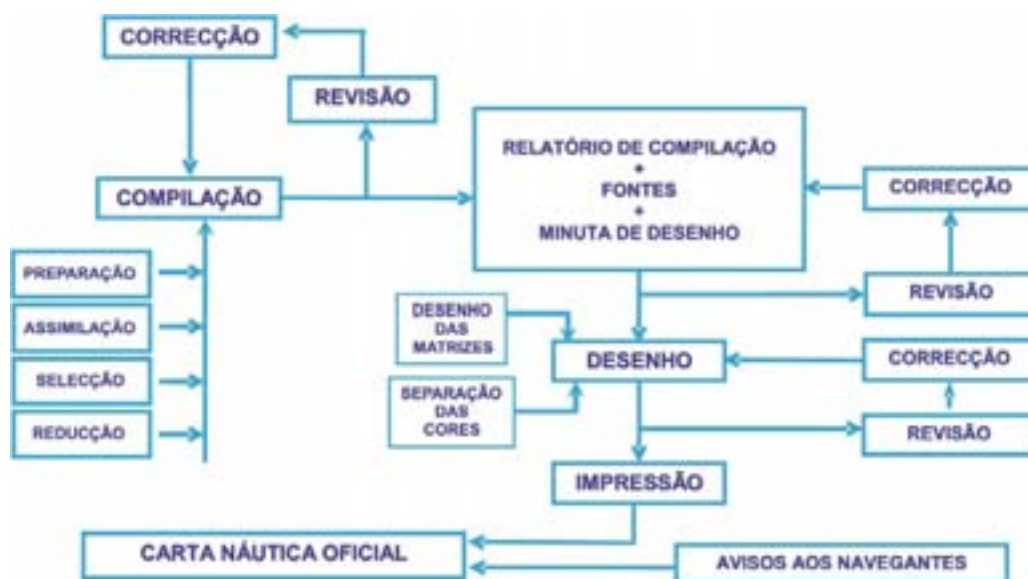 CORRECÇÃO
REVISÃO
COMPILAÇÃO
PREPARAÇÃO
ASSIMILAÇÃO
SELECÇÃO
REDUCÇÃO
RELATÓRIO DE COMPILAÇÃO
+
FONTES
+
MINUTA DE DESENHO
CORRECÇÃO
REVISÃO
DESENHO
DAS
MATRIZES
DESENHO
CORRECÇÃO
SEPARAÇÃO
DAS
CORES
REVISÃO
IMPRESSÃO
CARTA NÁUTICA OFICIAL
AVISOS AOS NAVEGANTES